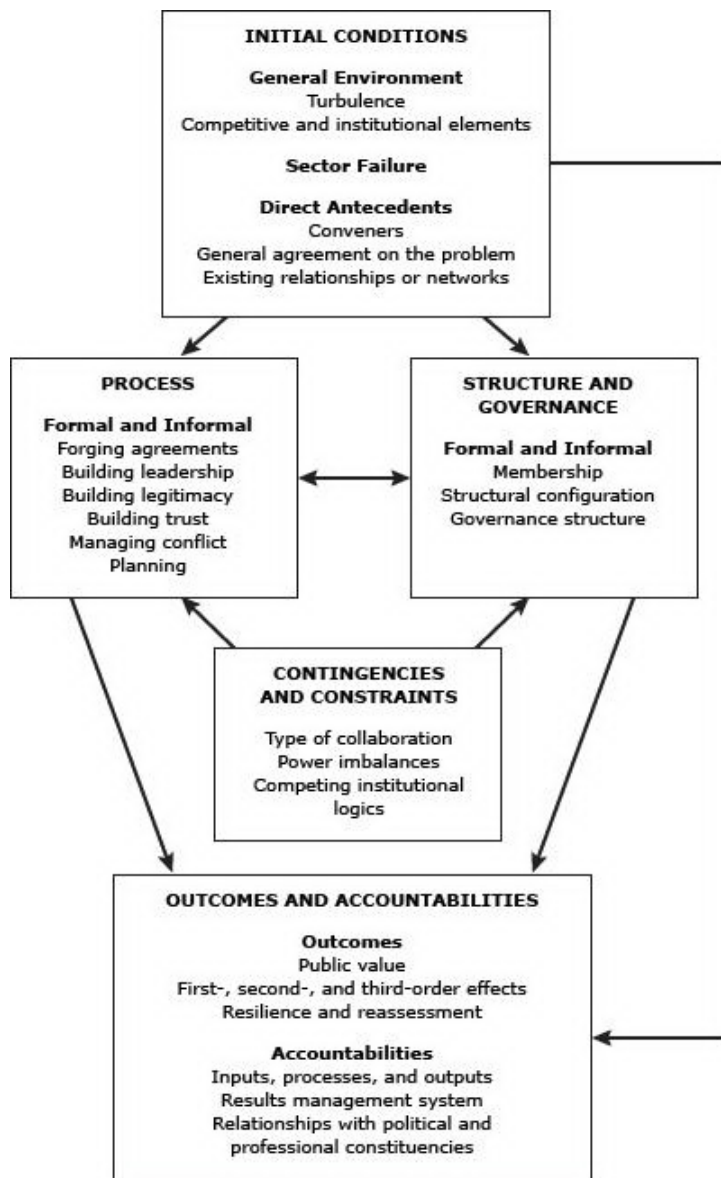 INITIAL CONDITIONS
General Environment
Turbulence
Competitive and institutional elements
Sector Failure
Direct Antecedents
Conveners
General agreement on the problem
Existing relationships or networks
PROCESS
Formal and Informal
Forging agreements
Building leadership
Building legitimacy
Building trust
Managing conflict
Planning
STRUCTURE AND
GOVERNANCE
Formal and Informal
Membership
Structural configuration
Governance structure
CONTINGENCIES
AND CONSTRAINTS
Type of collaboration
Power imbalances
Competing institutional
logics
OUTCOMES AND ACCOUNTABILITIES
Outcomes
Public value
First-, second-, and third-order effects
Resilience and reassessment
Accountabilities
Inputs, processes, and outputs
Results management system
Relationships with political and
professional constituencies